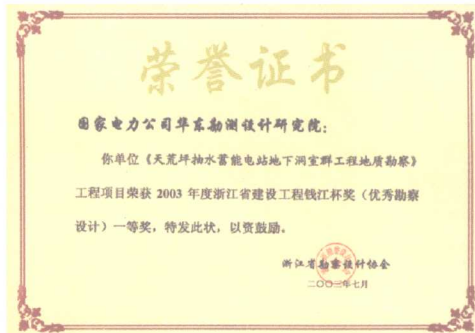 荣誉证书
国家电力公司华东勘测设计研究院：
你单位《天荒坪抽水蓄能电站地下洞室群工程地质勘察》
工程项目荣获 2003 年度浙江省建设工程钱江杯奖（优秀勘察
设计）一等奖，特发此状，以资鼓励。
浙江省勘察设计协会
二〇〇三年七月